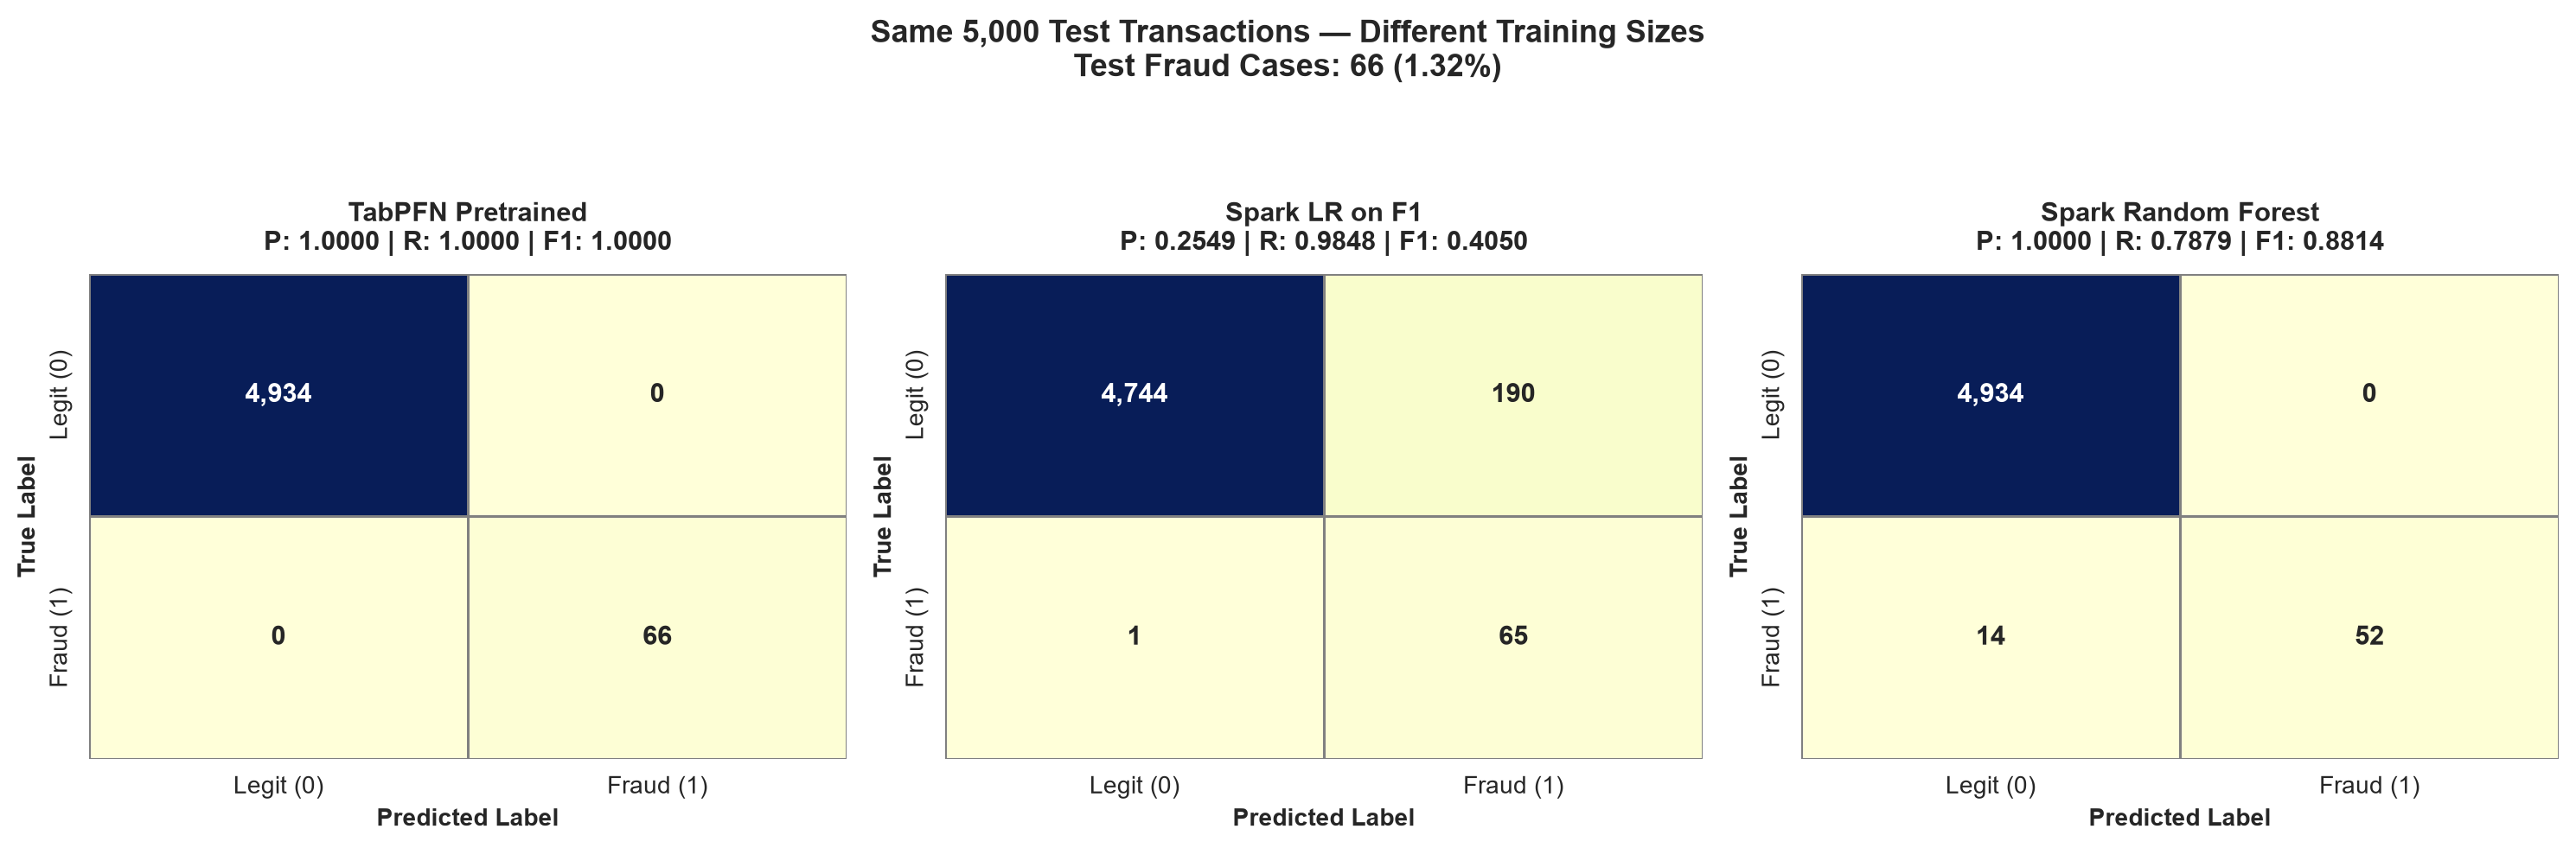 Same 5,000 Test Transactions — Different Training Sizes
Test Fraud Cases: 66 (1.32%)
TabPFN Pretrained
P: 1.0000 | R: 1.0000 | F1: 1.0000
True Label
Legit (0)
Fraud (1)
4,934
0
0
66
Legit (0)
Fraud (1)
Predicted Label
Spark LR on F1
P: 0.2549 | R: 0.9848 | F1: 0.4050
True Label
Legit (0)
Fraud (1)
4,744
190
1
65
Legit (0)
Fraud (1)
Predicted Label
Spark Random Forest
P: 1.0000 | R: 0.7879 | F1: 0.8814
True Label
Legit (0)
Fraud (1)
4,934
0
14
52
Legit (0)
Fraud (1)
Predicted Label